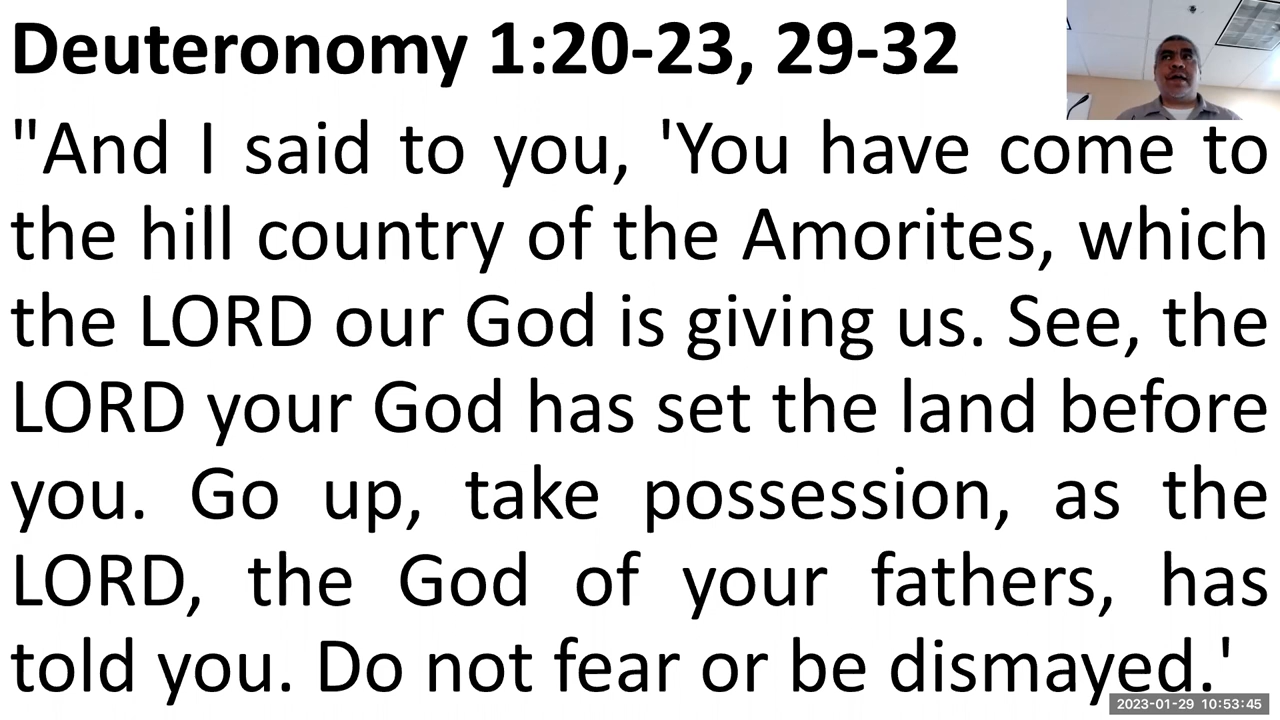 Deuteronomy 1:20-23, 29-32
"And I said to you, 'You have come to
the hill country of the Amorites, which
the LORD our God is giving us. See, the
LORD your God has set the land before
you. Go up, take possession, as the
LORD, the God of your fathers, has
told you. Do not fear or be dismayed.'
2023-01-29 10:53:45